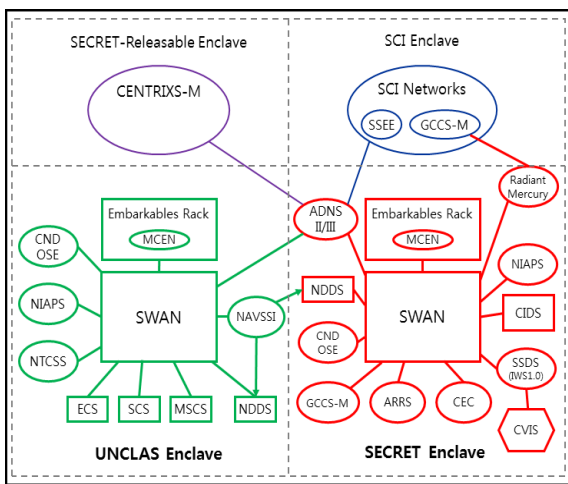 SECRET-Releasable Enclave
SCI Enclave
CENTRIXS-M
SCI Networks
SSEE
GCCS-M
Radiant
Mercury
ADNS
II/III
Embarkables Rack
MCEN
Embarkables Rack
MCEN
CND
OSE
NIAPS
NTCSS
SWAN
NAVSSI
NDDS
CND
OSE
SWAN
NIAPS
CIDS
SSDS
(IWS1.0)
CVIS
ECS
SCS
MSCS
NDDS
GCCS-M
ARRS
CEC
UNCLAS Enclave
SECRET Enclave